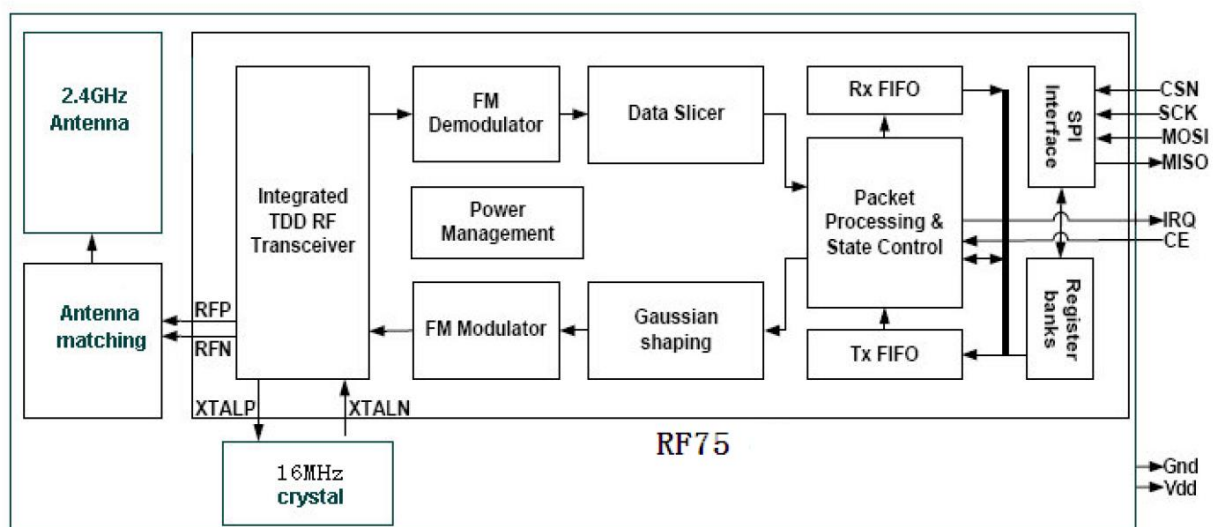 2.4GHz
Antenna
Antenna
matching
RFP
RFN
XTALP
XTALN
16MHz
crystal
Integrated
TDD RF
Transceiver
FM
Demodulator
Data Slicer
Power
Management
FM Modulator
Gaussian
shaping
Rx FIFO
Packet
Processing &
State Control
Tx FIFO
SPI
Interface
Register
banks
CSN
SCK
MOSI
MISO
IRQ
CE
RF75
Gnd
Vdd